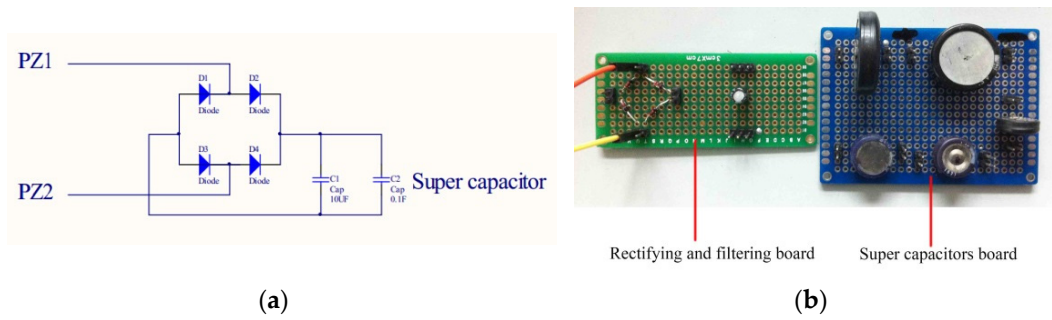 PZ1
D1
D2
Diode
Diode
D3
D4
PZ2
Diode
Diode
C1
Cap
10UF
C2
Cap
0.1F
Super capacitor
3cmX7cm
Rectifying and filtering board
Super capacitors board
(a)
(b)